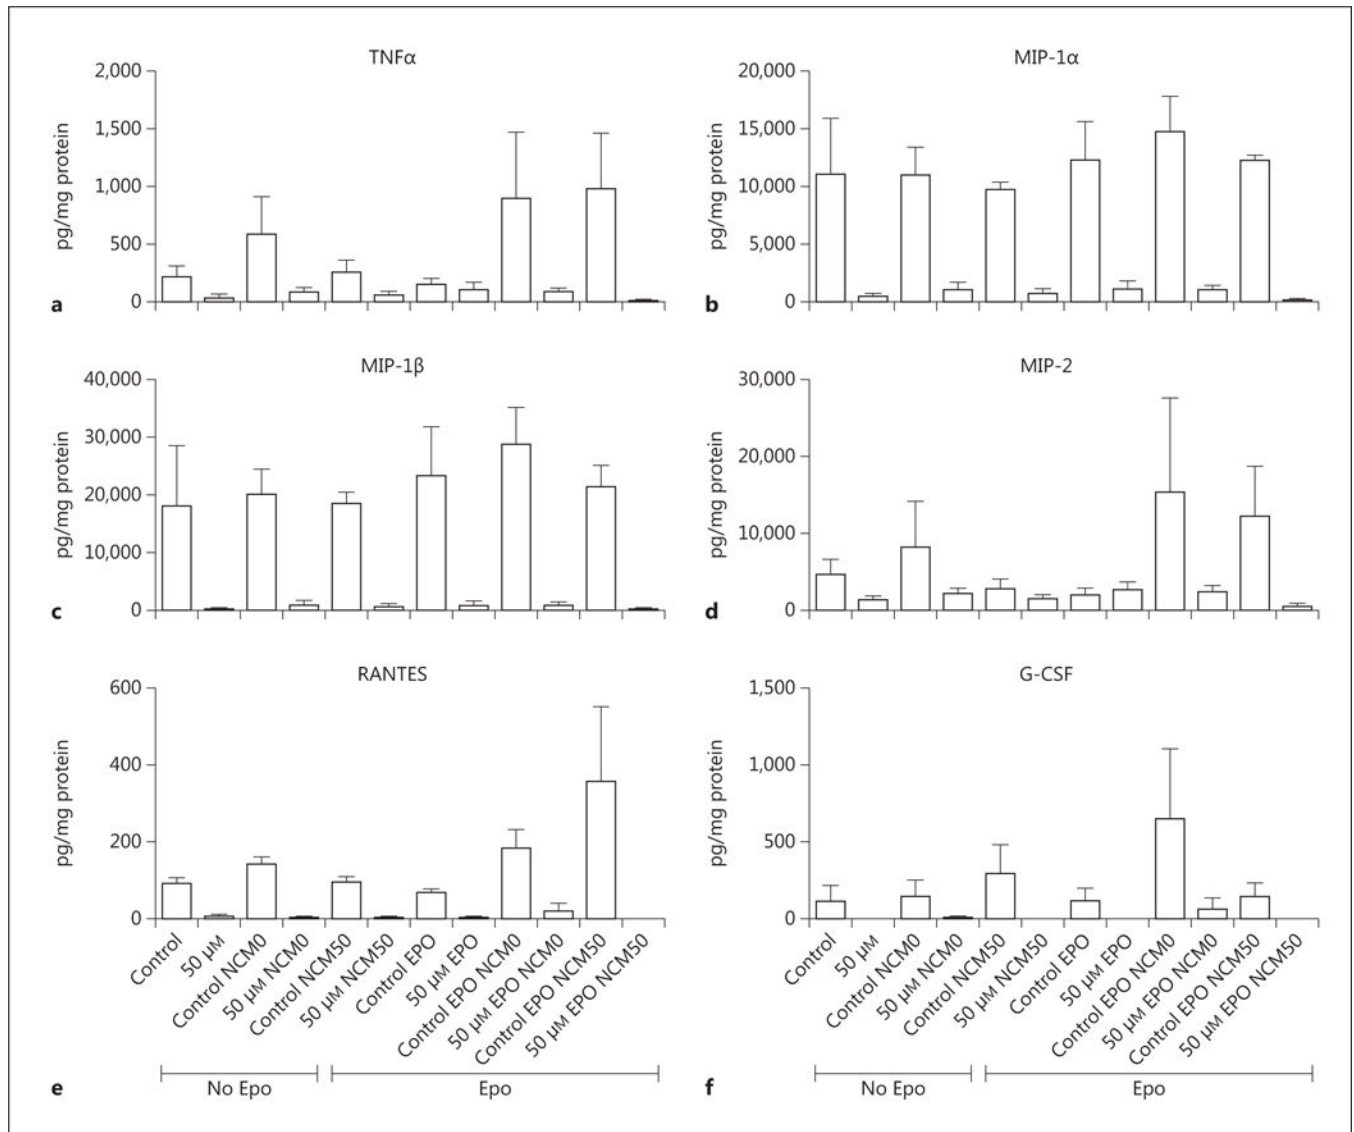 TNFα
2,000
1,500
1,000
500
0
pg/mg protein
a
MIP-1α
20,000
15,000
10,000
5,000
0
pg/mg protein
b
MIP-1β
40,000
30,000
20,000
10,000
0
pg/mg protein
c
MIP-2
30,000
20,000
10,000
0
pg/mg protein
d
RANTES
600
400
200
0
pg/mg protein
Control
50 µM
Control NCM0
50 µM NCM0
Control NCM50
50 µM NCM50
Control EPO
50 µM EPO
Control EPO NCM0
50 µM EPO NCM0
Control EPO NCM50
50 µM EPO NCM50
No Epo
Epo
e
G-CSF
1,500
1,000
500
0
pg/mg protein
Control
50 µM
Control NCM0
50 µM NCM0
Control NCM50
50 µM NCM50
Control EPO
50 µM EPO
Control EPO NCM0
50 µM EPO NCM0
Control EPO NCM50
50 µM EPO NCM50
No Epo
Epo
f